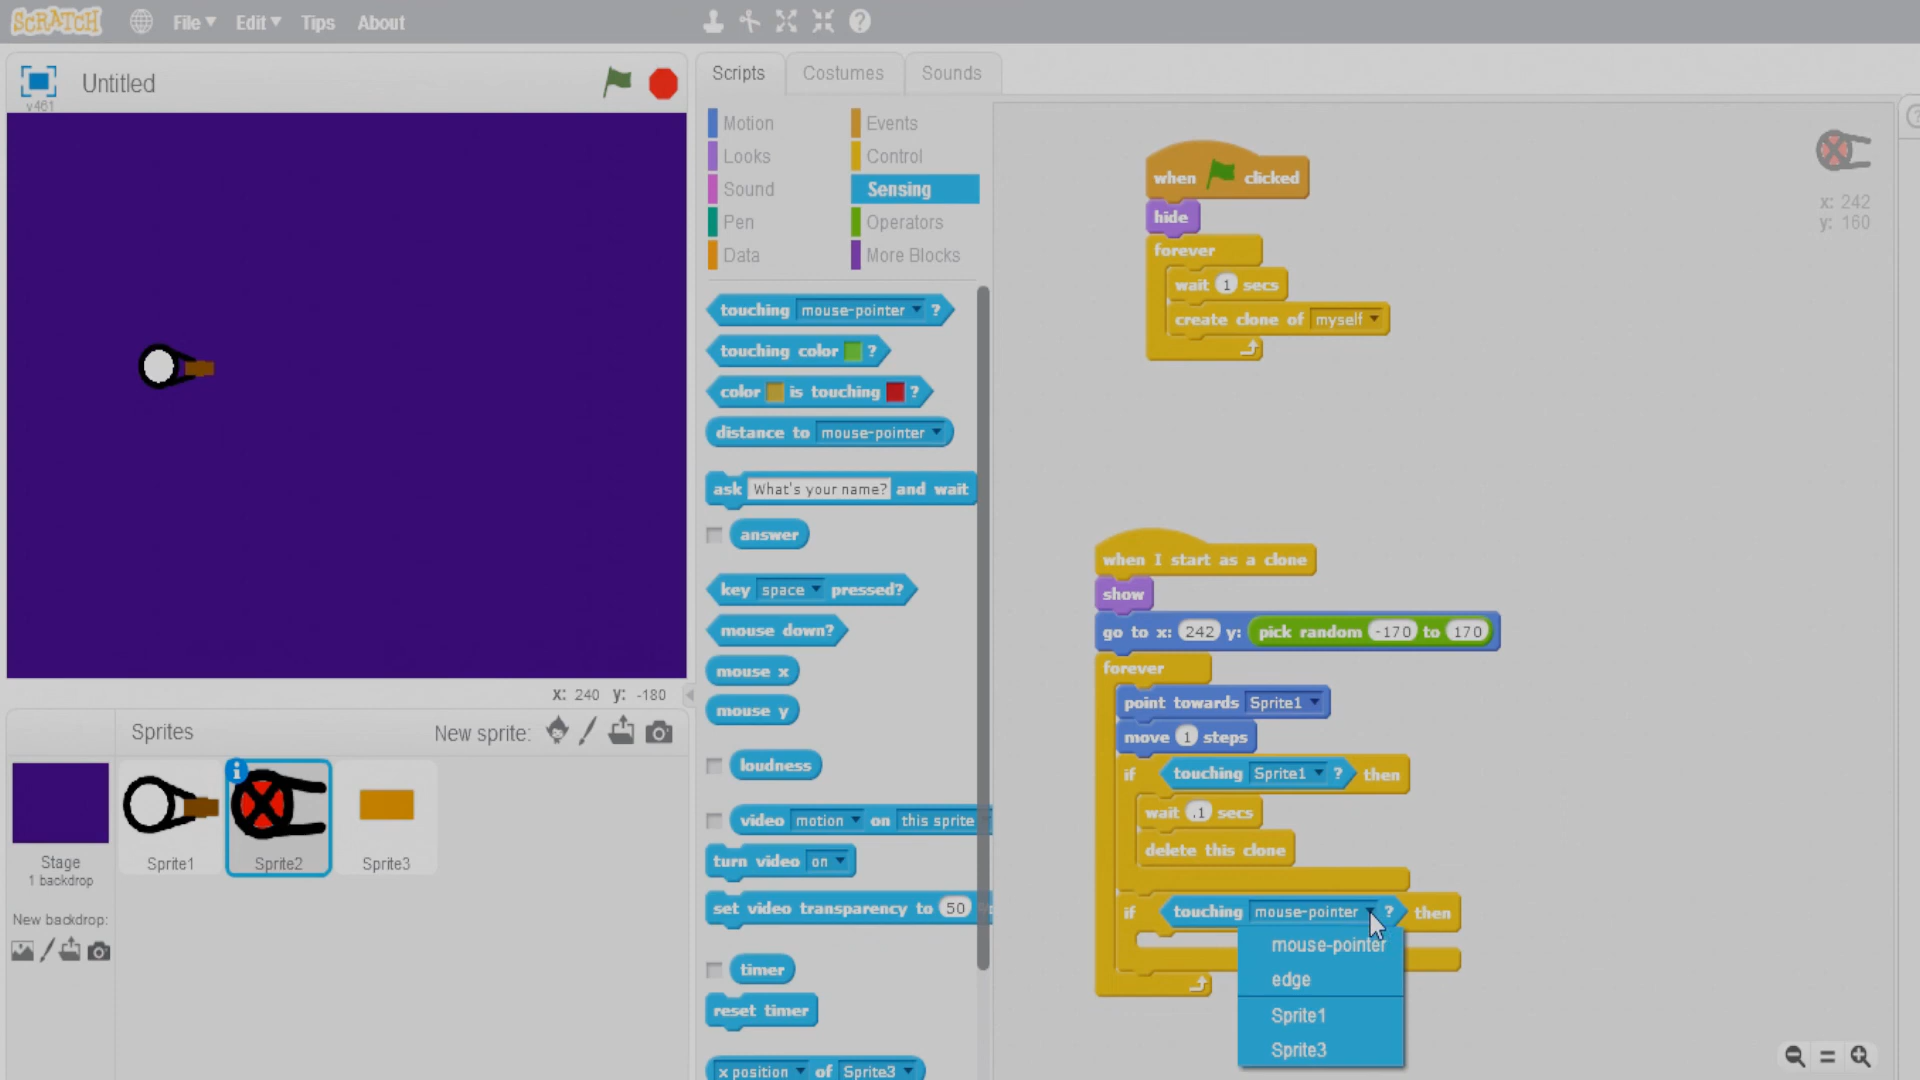 SCRATCH File Edit Tips About
Untitled
v461
Scripts Costumes Sounds
Motion Events
Looks Control
Sound Sensing
Pen Operators
Data More Blocks
touching mouse-pointer ?
touching color ?
color is touching ?
distance to mouse-pointer
ask What's your name? and wait
answer
key space pressed?
mouse down?
mouse x
mouse y
loudness
video motion on this sprite
turn video on
set video transparency to 50
timer
reset timer
x position of Sprite3
when clicked
hide
forever
wait 1 secs
create clone of myself
x: 242
y: 160
when I start as a clone
show
go to x: 242 y: pick random -170 to 170
forever
point towards Sprite1
move 1 steps
if touching Sprite1 ? then
wait .1 secs
delete this clone
if touching mouse-pointer ? then
mouse-pointer
edge
Sprite1
Sprite3
x: 240 y: -180
Sprites New sprite:
Stage
1 backdrop
New backdrop:
Sprite1 Sprite2 Sprite3